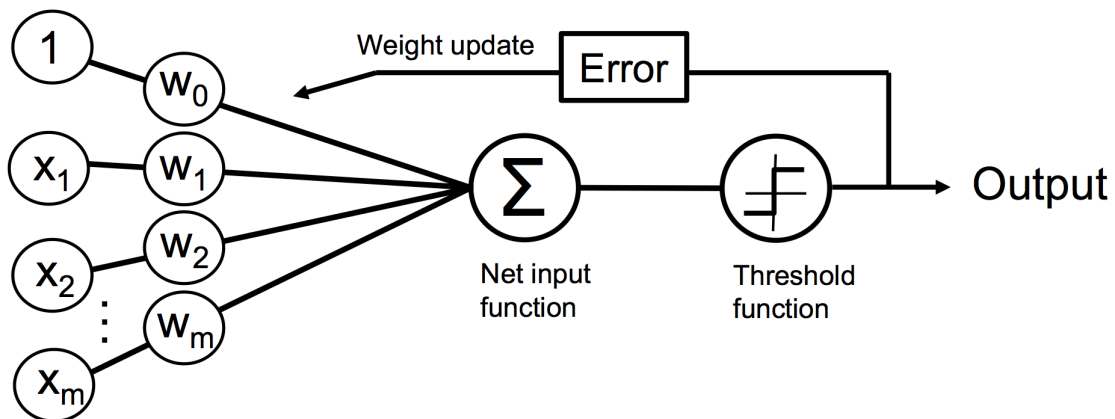 1
w0
Weight update
Error
x1
w1
Σ
Output
x2
w2
Net input
function
Threshold
function
⋮
wm
xm